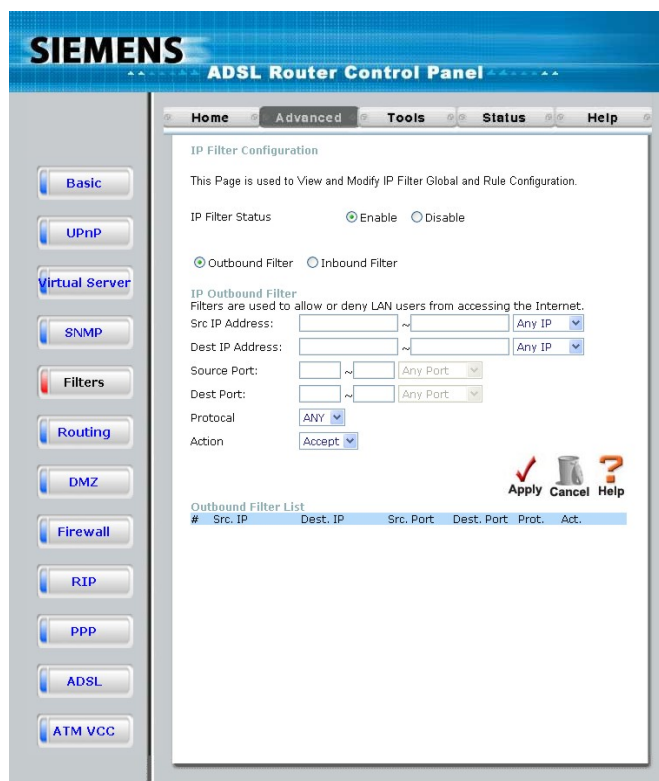 SIEMENS
ADSL Router Control Panel
Home Advanced Tools Status Help
Basic
UPnP
Virtual Server
SNMP
Filters
Routing
DMZ
Firewall
RIP
PPP
ADSL
ATM VCC
IP Filter Configuration
This Page is used to View and Modify IP Filter Global and Rule Configuration.
IP Filter Status Enable Disable
Outbound Filter Inbound Filter
IP Outbound Filter
Filters are used to allow or deny LAN users from accessing the Internet.
Src IP Address: ~ Any IP
Dest IP Address: ~ Any IP
Source Port: ~ Any Port
Dest Port: ~ Any Port
Protocal ANY
Action Accept
Apply Cancel Help
Outbound Filter List
# Src. IP Dest. IP Src. Port Dest. Port Prot. Act.